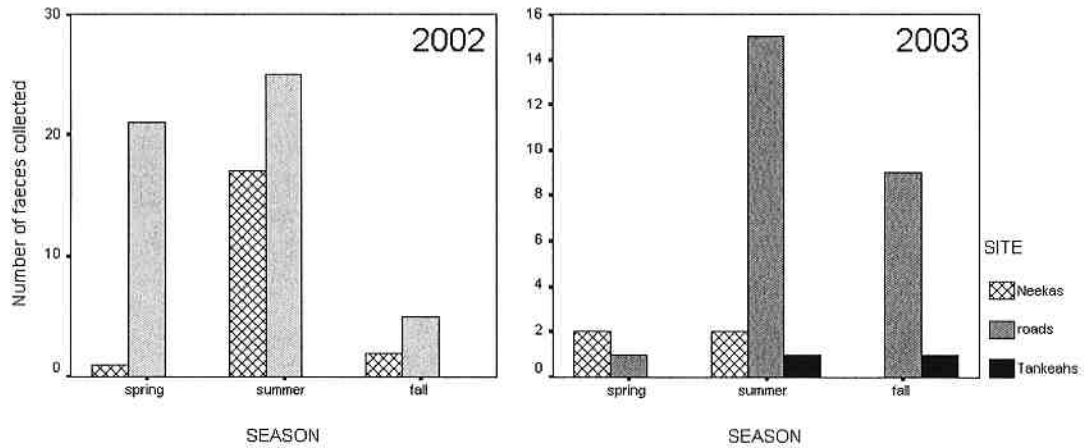 Number of faeces collected
30
20
10
0
2002
spring summer fall
SEASON
16
14
12
10
8
6
4
2
0
2003
spring summer fall
SEASON
SITE
Neekas
roads
Tankeahs